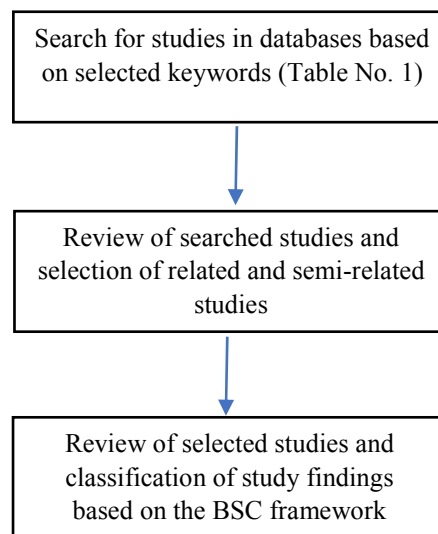 Search for studies in databases based
on selected keywords (Table No. 1)
Review of searched studies and
selection of related and semi-related
studies
Review of selected studies and
classification of study findings
based on the BSC framework